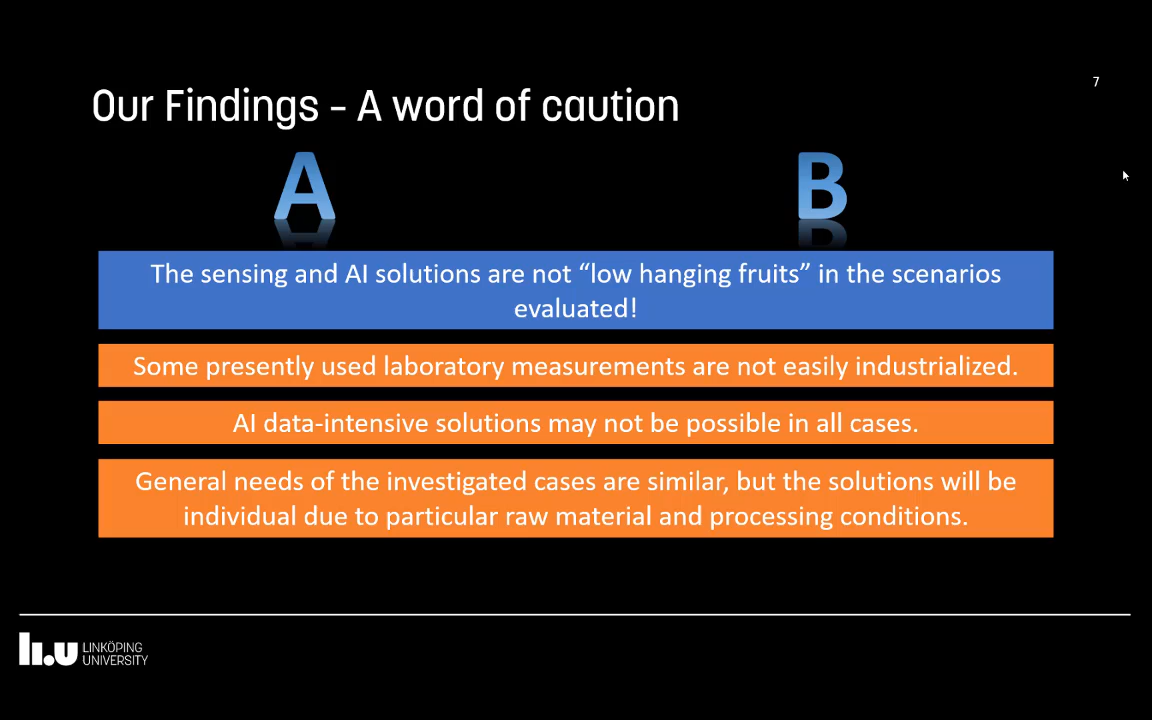 7
Our Findings – A word of caution
A
B
The sensing and AI solutions are not “low hanging fruits” in the scenarios
evaluated!
Some presently used laboratory measurements are not easily industrialized.
AI data-intensive solutions may not be possible in all cases.
General needs of the investigated cases are similar, but the solutions will be
individual due to particular raw material and processing conditions.
li.u LINKÖPING
UNIVERSITY